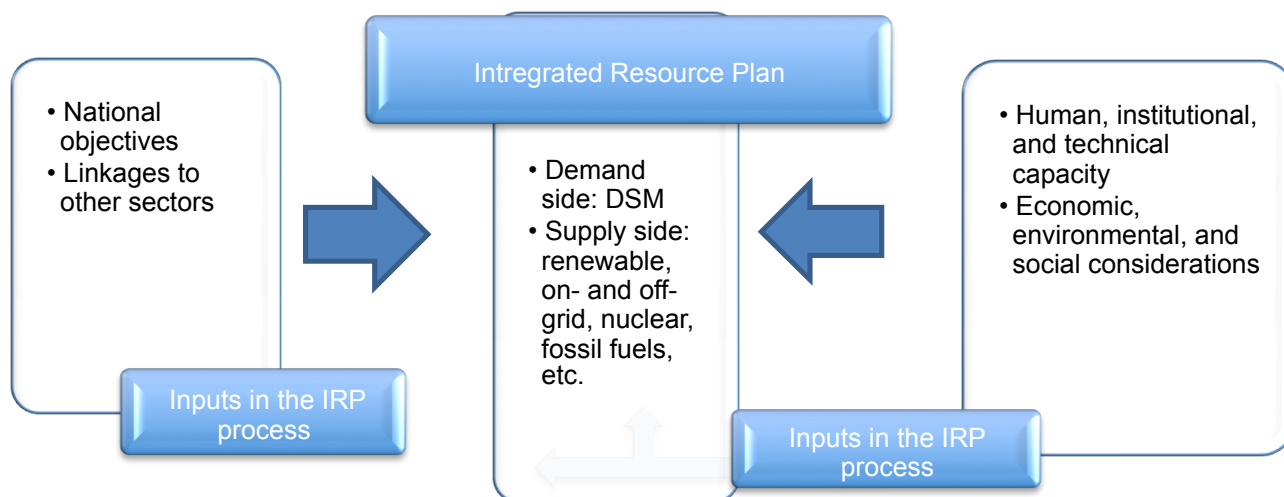 Intregrated Resource Plan
• National
objectives
• Linkages to
other sectors
Inputs in the IRP
process
• Demand
side: DSM
• Supply side:
renewable,
on- and off-
grid, nuclear,
fossil fuels,
etc.
• Human, institutional,
and technical
capacity
• Economic,
environmental, and
social considerations
Inputs in the IRP
process